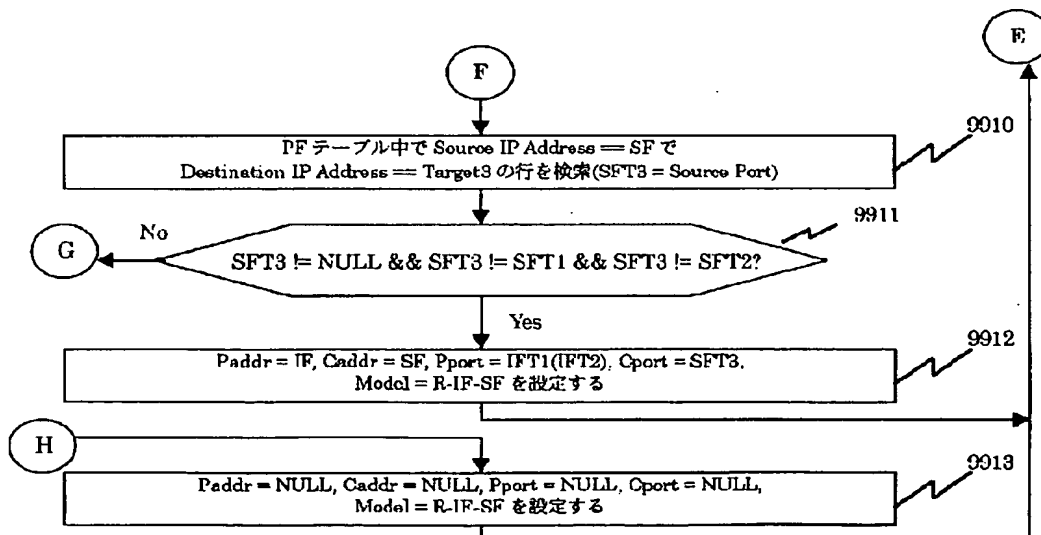 E
F
9910
PF テーブル中で Source IP Address == SF で
Destination IP Address == Target3 の行を検索(SFT3 = Source Port)
9911
No
G
SFT3 != NULL && SFT3 != SFT1 && SFT3 != SFT2?
Yes
9912
Paddr = IF, Caddr = SF, Pport = IFT1(IFT2), Cport = SFT3,
Model = R-IF-SF を設定する
H
9913
Paddr = NULL, Caddr = NULL, Pport = NULL, Cport = NULL,
Model = R-IF-SF を設定する